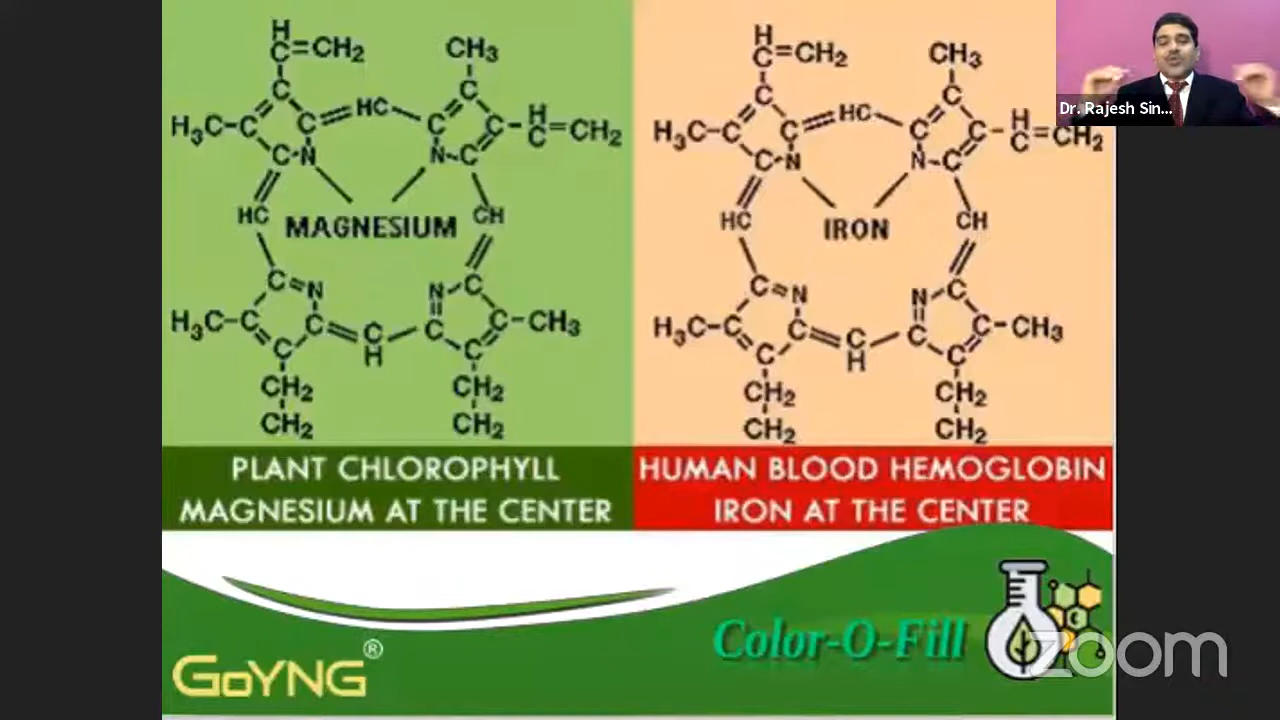 H
C=CH2
CH3
C
C
H3C-C
C
HC
C
C
H
C=CH2
C
N
N
C
HC
MAGNESIUM
CH
C
N
N
C
H3C-C
C
C
H
C
C-CH3
C
C
CH2
CH2
CH2
CH2
H
C=CH2
CH3
C
C
H3C-C
C
HC
C
C
H
C=CH2
C
N
N
C
HC
IRON
CH
C
N
N
C
H3C-C
C
C
H
C
C-CH3
C
C
CH2
CH2
CH2
CH2
PLANT CHLOROPHYLL
MAGNESIUM AT THE CENTER
HUMAN BLOOD HEMOGLOBIN
IRON AT THE CENTER
Dr. Rajesh Sin...
Color-O-Fill
GOYNG®
zoom